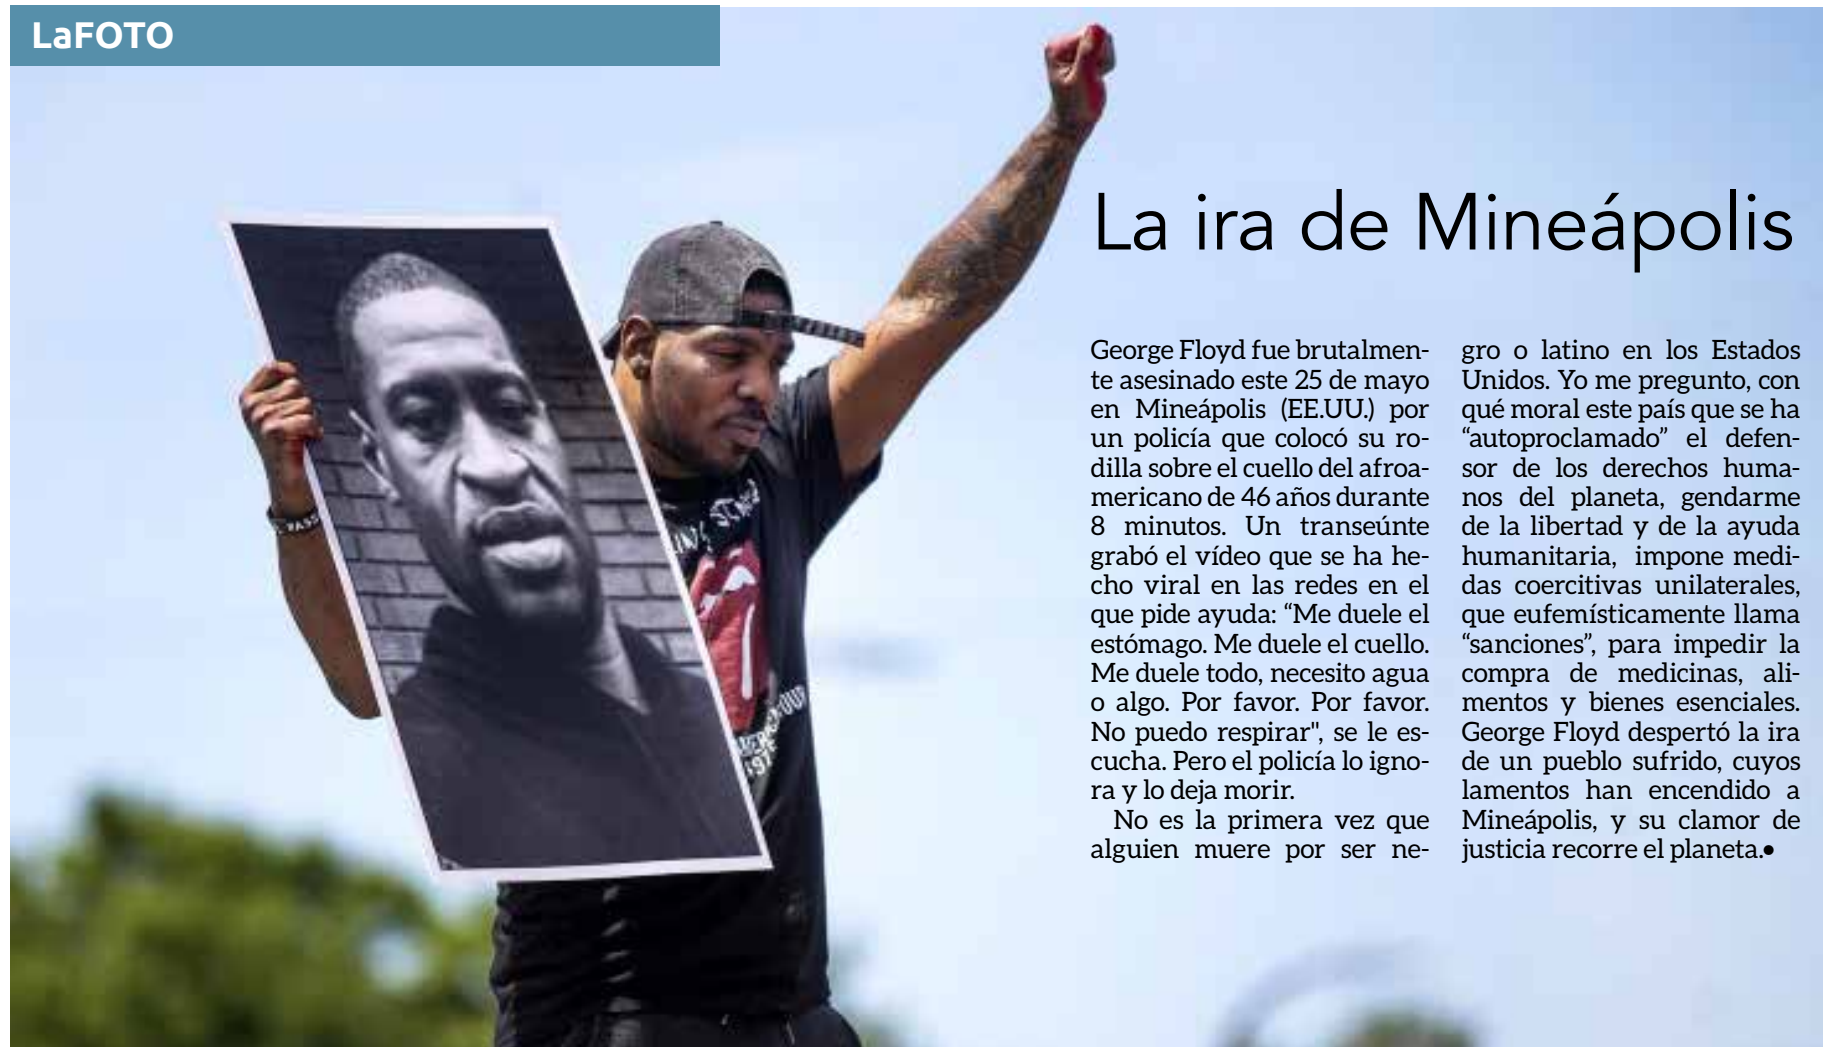 LaFOTO
La ira de Mineápolis
George Floyd fue brutalmen-
te asesinado este 25 de mayo
en Mineápolis (EE.UU.) por
un policía que colocó su ro-
dilla sobre el cuello del afroa-
mericano de 46 años durante
8 minutos. Un transeúnte
grabó el vídeo que se ha he-
cho viral en las redes en el
que pide ayuda: “Me duele el
estómago. Me duele el cuello.
Me duele todo, necesito agua
o algo. Por favor. Por favor.
No puedo respirar", se le es-
cucha. Pero el policía lo igno-
ra y lo deja morir.
No es la primera vez que
alguien muere por ser ne-
gro o latino en los Estados
Unidos. Yo me pregunto, con
qué moral este país que se ha
“autoproclamado” el defen-
sor de los derechos huma-
nos del planeta, gendarme
de la libertad y de la ayuda
humanitaria, impone medi-
das coercitivas unilaterales,
que eufemísticamente llama
“sanciones”, para impedir la
compra de medicinas, ali-
mentos y bienes esenciales.
George Floyd despertó la ira
de un pueblo sufrido, cuyos
lamentos han encendido a
Mineápolis, y su clamor de
justicia recorre el planeta.•